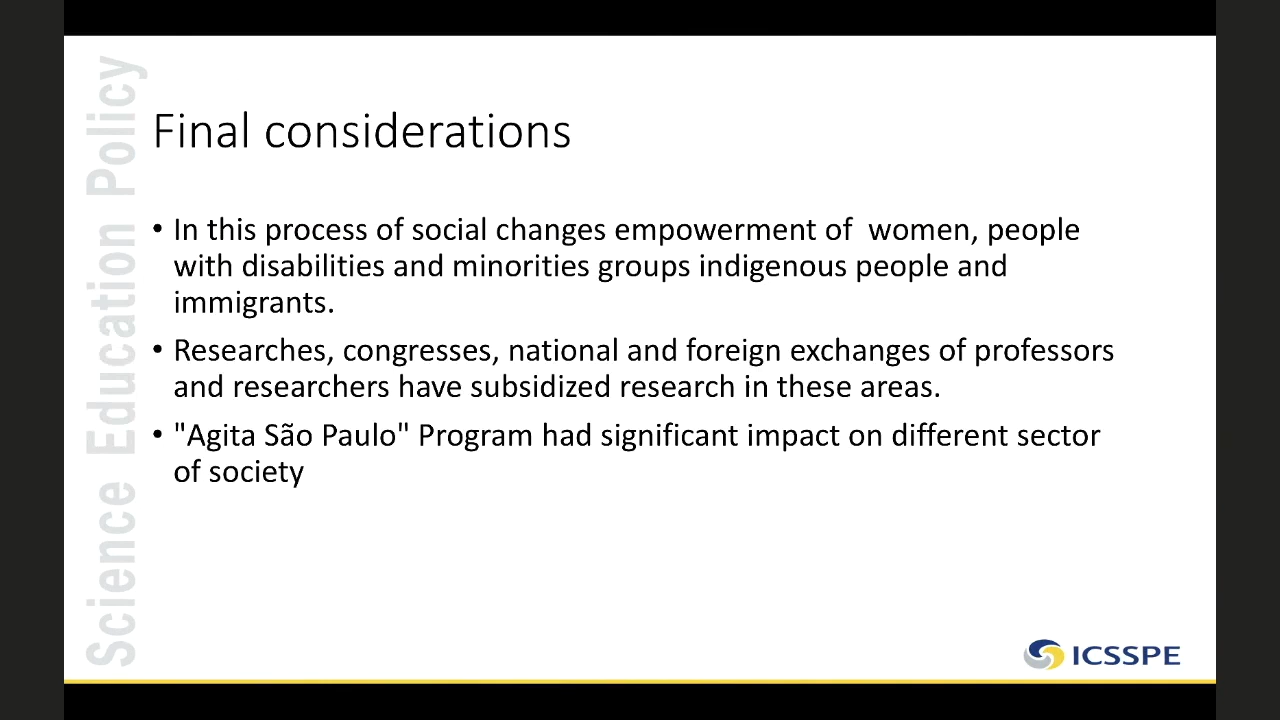 Science Education Policy
Final considerations
• In this process of social changes empowerment of  women, people
with disabilities and minorities groups indigenous people and
immigrants.
• Researches, congresses, national and foreign exchanges of professors
and researchers have subsidized research in these areas.
• "Agita São Paulo" Program had significant impact on different sector
of society
ICSSPE